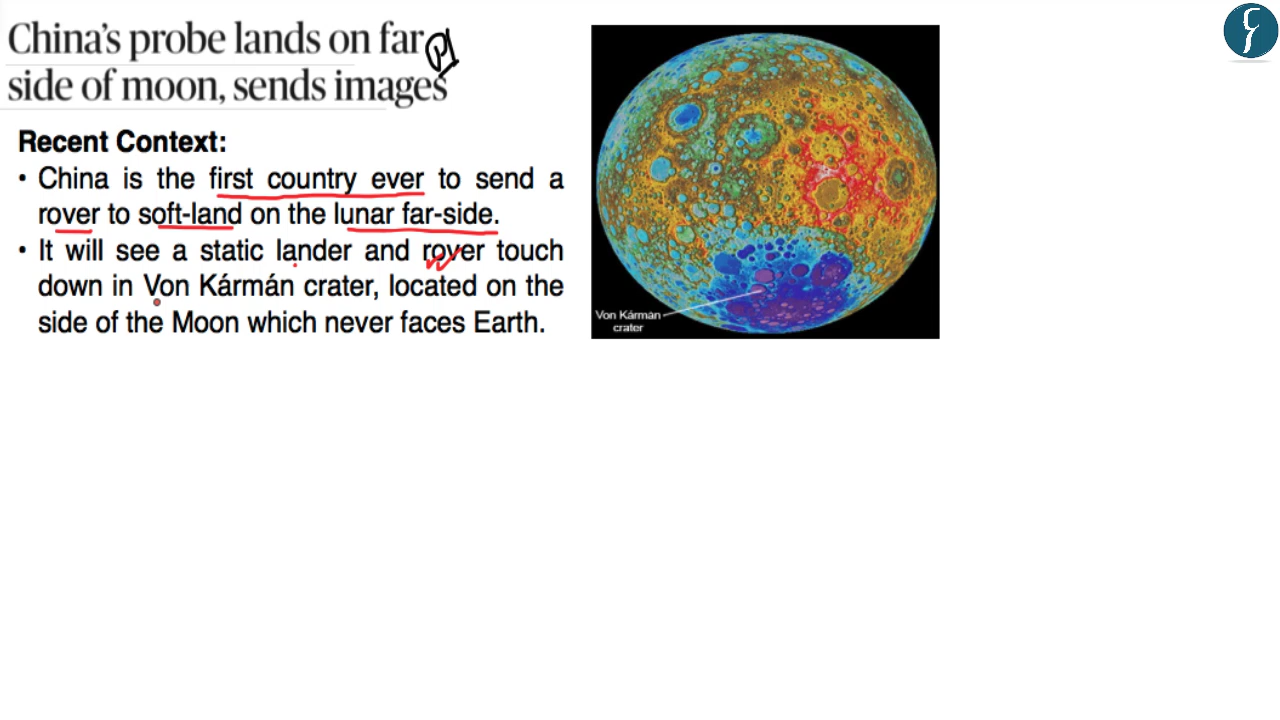 China's probe lands on far
side of moon, sends images
P1
Recent Context:
• China is the first country ever to send a
rover to soft-land on the lunar far-side.
• It will see a static lander and rover touch
down in Von Kármán crater, located on the
side of the Moon which never faces Earth.
Von Kármán
crater